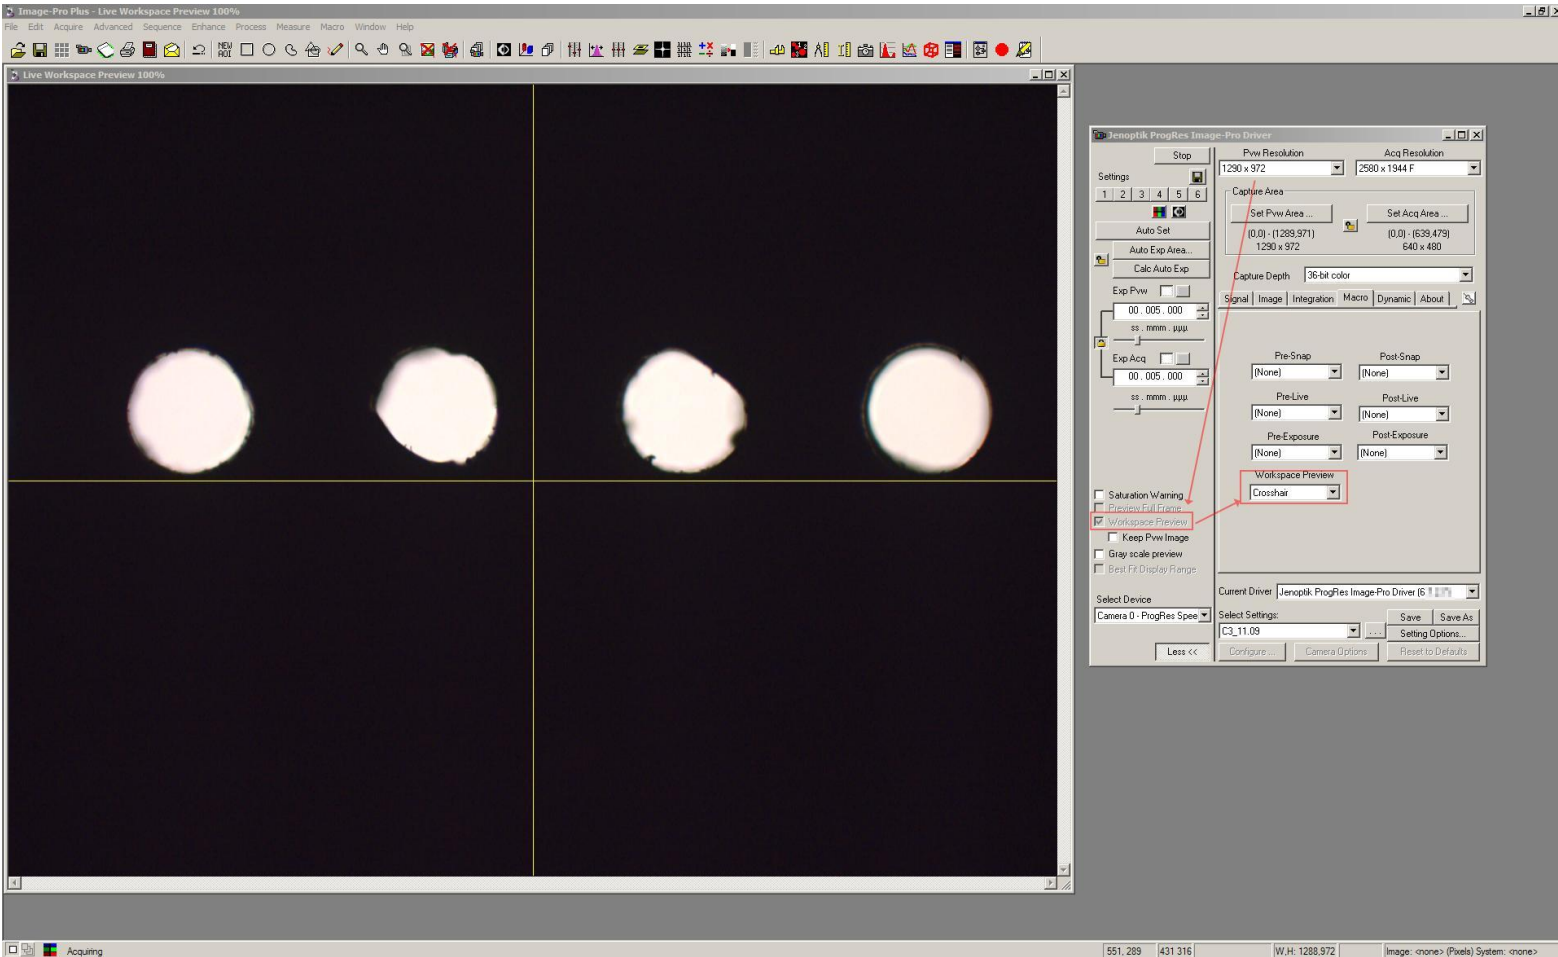 Image-Pro Plus - Live Workspace Preview 100%
File Edit Acquire Advanced Sequence Enhance Process Measure Macro Window Help
NEW
AOI
Live Workspace Preview 100%
Jenoptik ProgRes Image-Pro Driver
Stop
Pvw Resolution
Acq Resolution
1290 x 972
2580 x 1944 F
Settings
1 2 3 4 5 6
Capture Area
Set Pvw Area ...
Set Acq Area ...
(0,0) - (1289,971)
(0,0) - (639,479)
1290 x 972
640 x 480
Auto Set
Auto Exp Area...
Calc Auto Exp
Capture Depth
36-bit color
Exp Pvw
Signal Image Integration Macro Dynamic About
00 . 005 . 000
ss . mmm . µµµ
Exp Acq
00 . 005 . 000
ss . mmm . µµµ
Pre-Snap
Post-Snap
(None)
(None)
Pre-Live
Post-Live
(None)
(None)
Pre-Exposure
Post-Exposure
(None)
(None)
Workspace Preview
Crosshair
Saturation Warning
Preview Full Frame
Workspace Preview
Keep Pvw Image
Gray scale preview
Best Fit Display Range
Current Driver
Jenoptik ProgRes Image-Pro Driver (6.
Select Device
Camera 0 - ProgRes Spee
Select Settings:
C3_11.09
...
Save
Save As
Setting Options...
Less <<
Configure ...
Camera Options
Reset to Defaults
Acquiring
551, 289
431 316
W,H: 1288,972
Image: <none> (Pixels) System: <none>